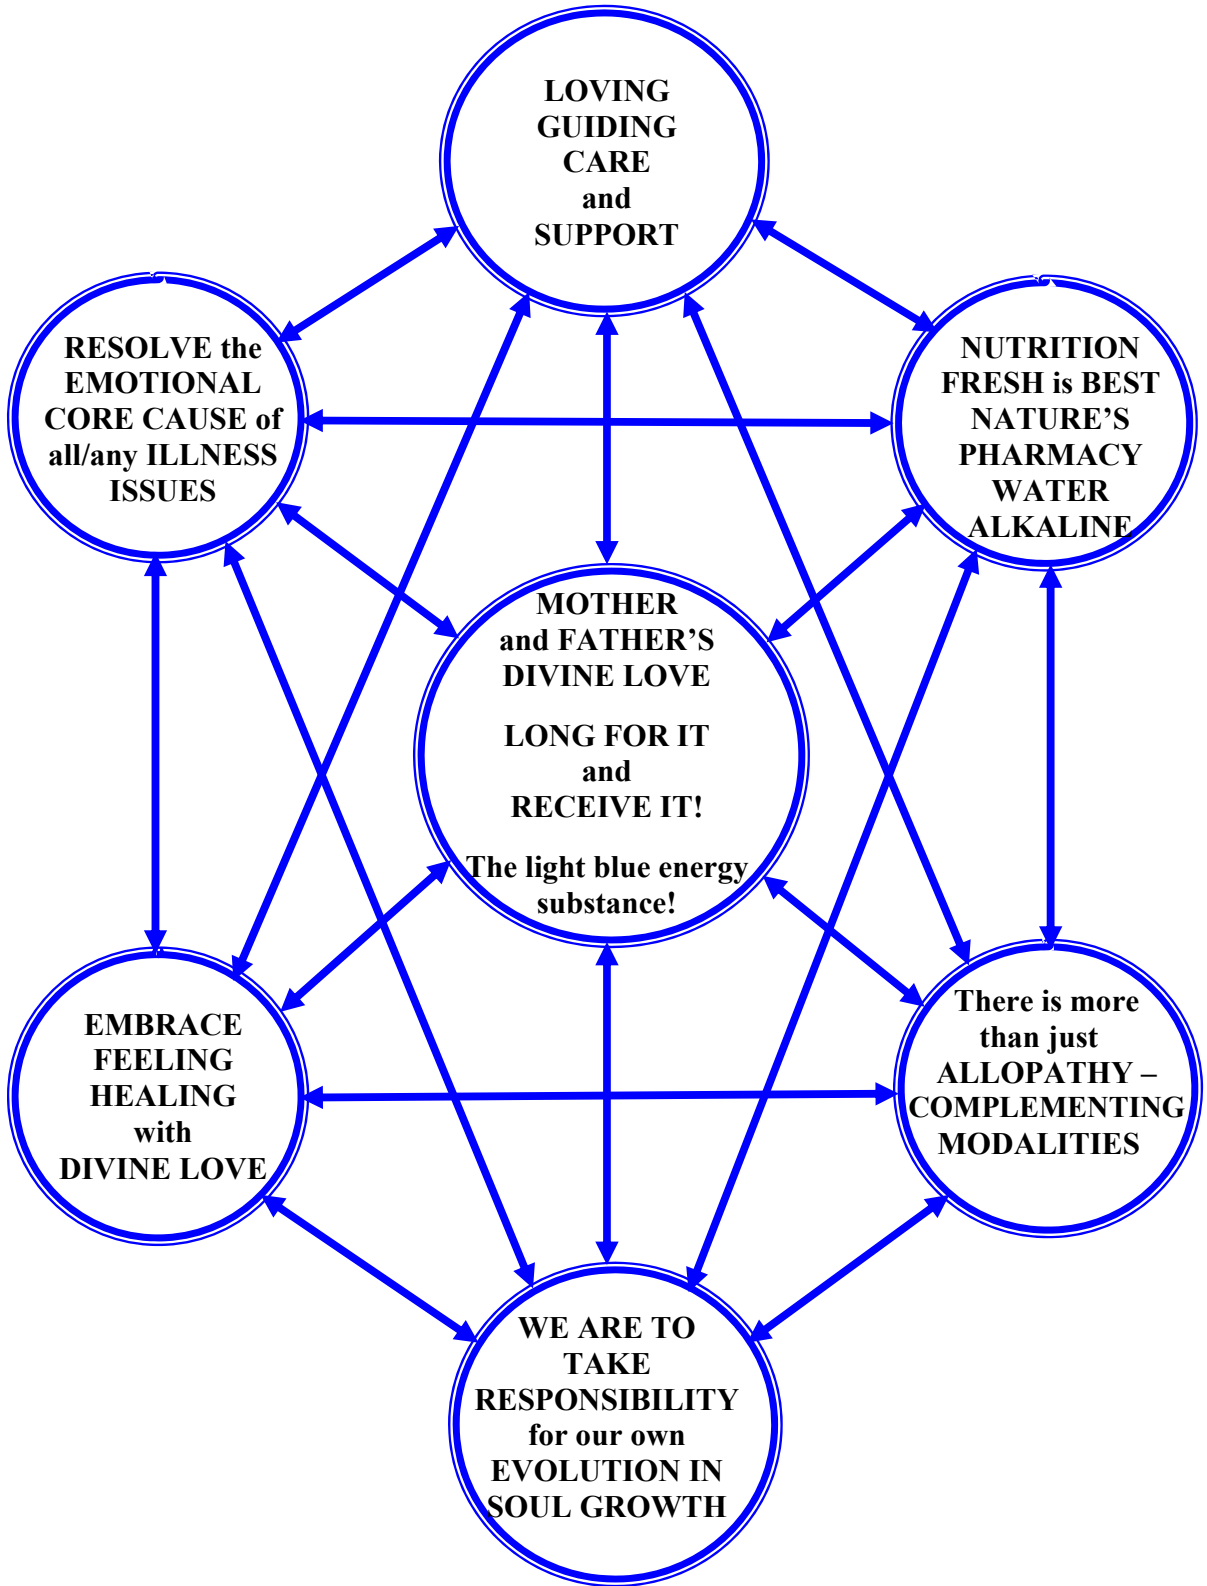 LOVING
GUIDING
CARE
and
SUPPORT
RESOLVE the
EMOTIONAL
CORE CAUSE of
all/any ILLNESS
ISSUES
NUTRITION
FRESH is BEST
NATURE’S
PHARMACY
WATER
ALKALINE
MOTHER
and FATHER’S
DIVINE LOVE
LONG FOR IT
and
RECEIVE IT!
The light blue energy
substance!
EMBRACE
FEELING
HEALING
with
DIVINE LOVE
There is more
than just
ALLOPATHY –
COMPLEMENTING
MODALITIES
WE ARE TO
TAKE
RESPONSIBILITY
for our own
EVOLUTION IN
SOUL GROWTH